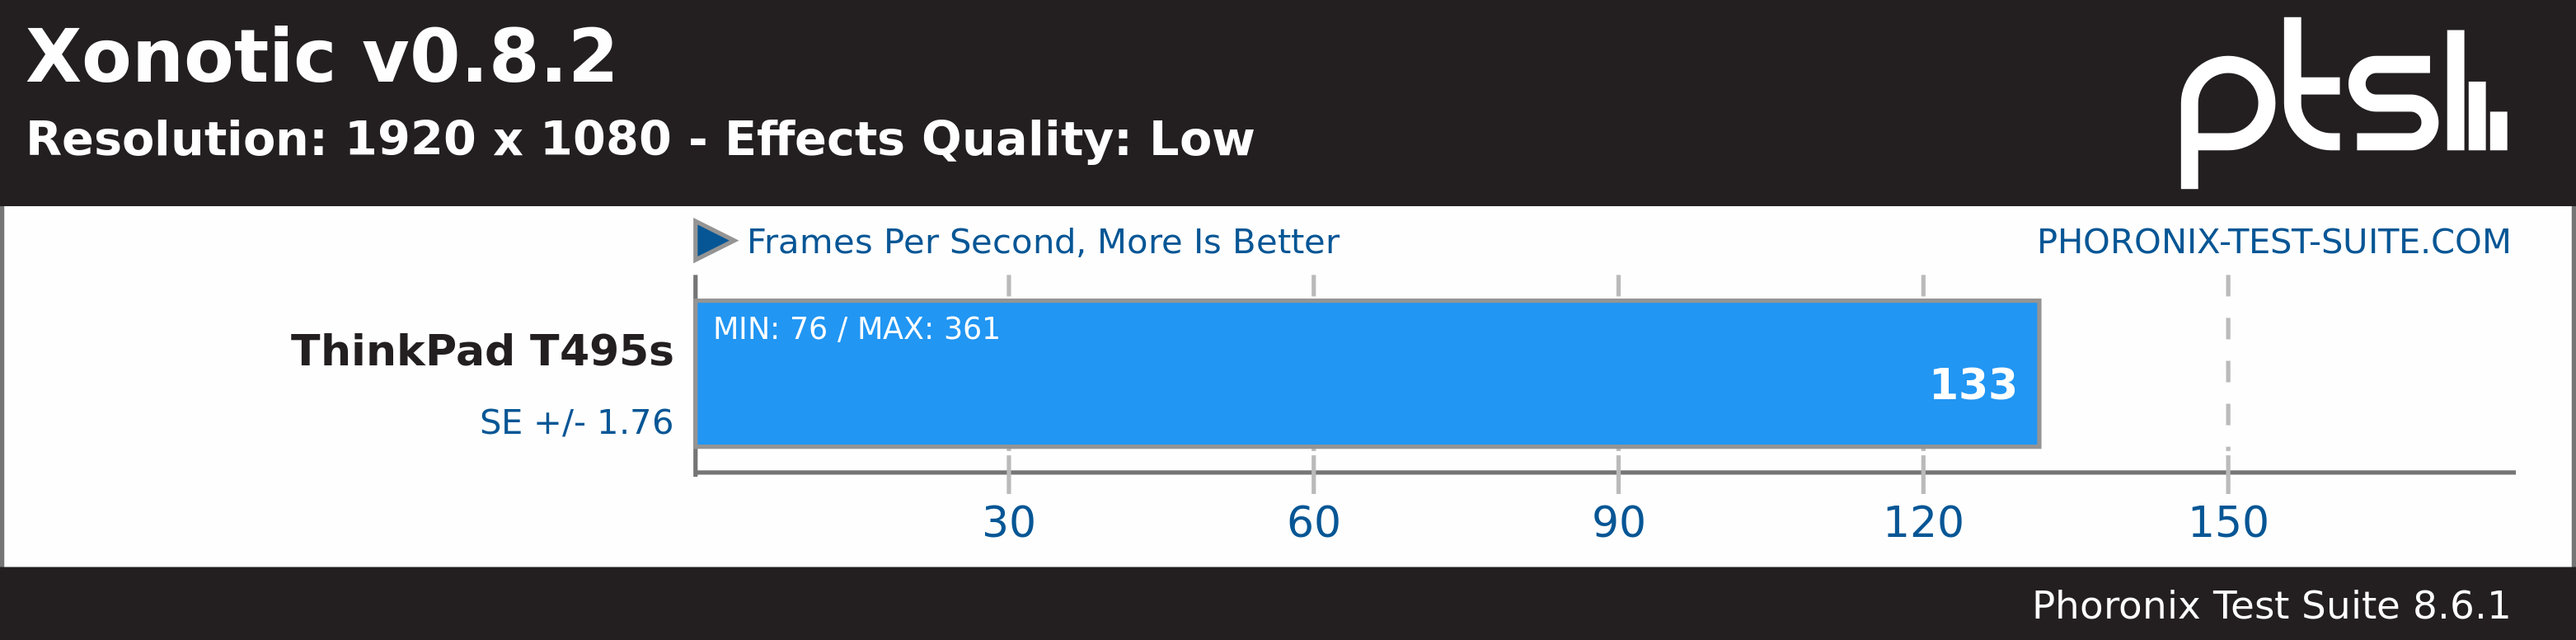 Xonotic v0.8.2
Resolution: 1920 x 1080 - Effects Quality: Low
pts
Frames Per Second, More Is Better
PHORONIX-TEST-SUITE.COM
MIN: 76 / MAX: 361
ThinkPad T495s
133
SE +/- 1.76
30 60 90 120 150
Phoronix Test Suite 8.6.1